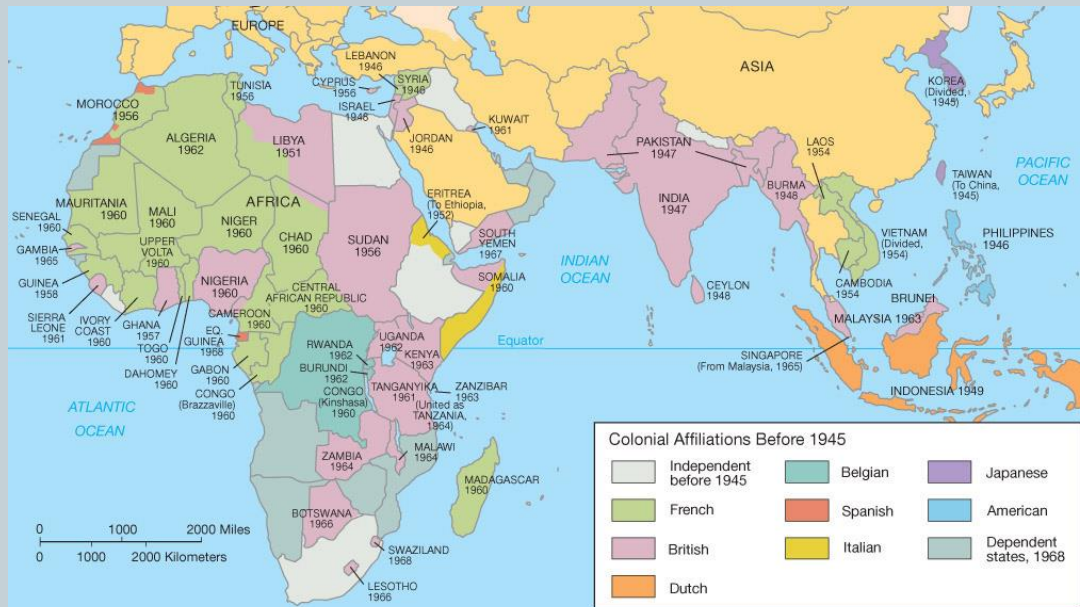 EUROPE
ASIA
LEBANON
1946
CYPRUS
1956
SYRIA
1946
ISRAEL
1948
TUNISIA
1956
MOROCCO
1956
ALGERIA
1962
LIBYA
1951
JORDAN
1946
KUWAIT
1961
KOREA
(Divided,
1945)
PAKISTAN
1947
LAOS
1954
PACIFIC
OCEAN
TAIWAN
(To China,
1945)
BURMA
1948
INDIA
1947
MAURITANIA
1960
MALI
1960
NIGER
1960
AFRICA
CHAD
1960
ERITREA
(To Ethiopia,
1952)
SENEGAL
1960
GAMBIA
1965
UPPER
VOLTA
1960
SUDAN
1956
SOUTH
YEMEN
1967
VIETNAM
(Divided,
1954)
PHILIPPINES
1946
INDIAN
OCEAN
GUINEA
1958
NIGERIA
1960
SOMALIA
1960
CENTRAL
AFRICAN REPUBLIC
1960
CEYLON
1948
CAMBODIA
1954
BRUNEI
SIERRA
LEONE
1961
IVORY
COAST
1960
GHANA
1957
TOGO
1960
DAHOMEY
1960
CAMEROON
1960
EQ.
GUINEA
1968
MALAYSIA 1963
GABON
1960
CONGO
(Brazzaville)
1960
RWANDA
1962
BURUNDI
1962
CONGO
(Kinshasa)
1960
UGANDA
1962
KENYA
1963
Equator
SINGAPORE
(From Malaysia, 1965)
INDONESIA 1949
TANGANYIKA
1961
(United as
TANZANIA,
1964)
ZANZIBAR
1963
ATLANTIC
OCEAN
ZAMBIA
1964
MALAWI
1964
MADAGASCAR
1960
BOTSWANA
1966
SWAZILAND
1968
LESOTHO
1966
0 1000 2000 Miles
0 1000 2000 Kilometers
Colonial Affiliations Before 1945
Independent
before 1945
French
British
Dutch
Belgian
Spanish
Italian
Japanese
American
Dependent
states, 1968